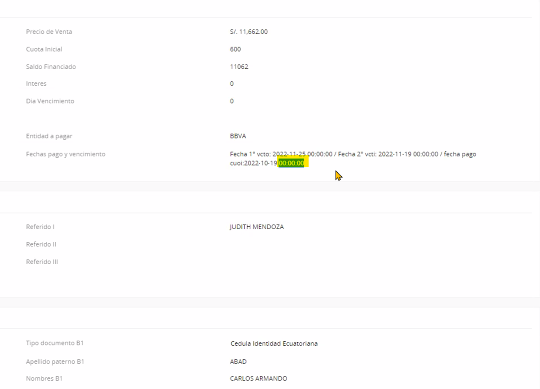 Precio de Venta S/. 11,662.00
Cuota Inicial 600
Saldo Financiado 11062
Interes 0
Dia Vencimiento 0
Entidad a pagar BBVA
Fechas pago y vencimiento Fecha 1° vcto: 2022-11-25 00:00:00 / Fecha 2° vcti: 2022-11-19 00:00:00 / fecha pago
cuoi:2022-10-19 00:00:00
Referido I JUDITH MENDOZA
Referido II
Referido III
Tipo documento B1 Cedula Identidad Ecuatoriana
Apellido paterno B1 ABAD
Nombres B1 CARLOS ARMANDO